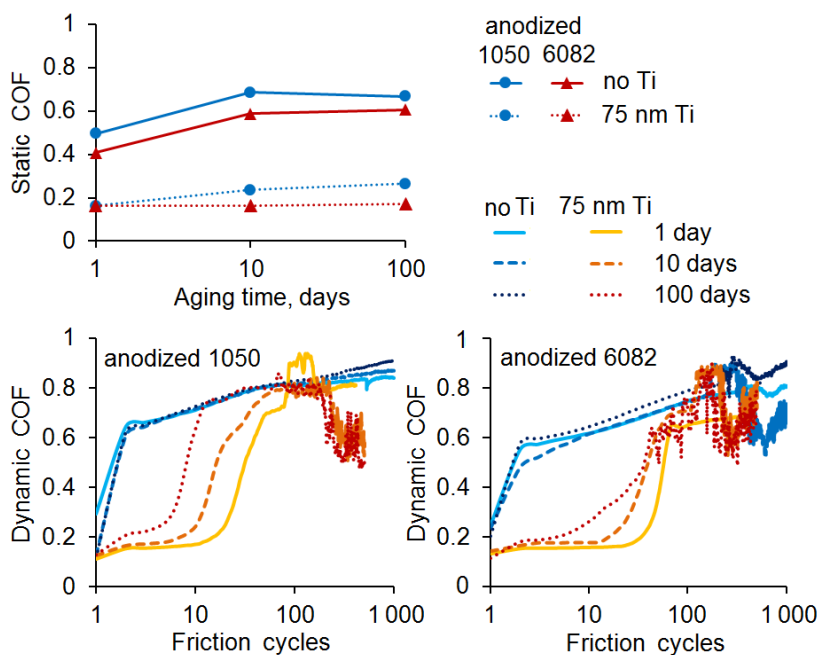 1
0.8
0.6
0.4
0.2
0
Static COF
1 10 100
Aging time, days
anodized
1050 6082
no Ti
75 nm Ti
no Ti 75 nm Ti
1 day
10 days
100 days
1
0.8
0.6
0.4
0.2
0
Dynamic COF
anodized 1050
1 10 100 1 000
Friction cycles
1
0.8
0.6
0.4
0.2
0
Dynamic COF
anodized 6082
1 10 100 1 000
Friction cycles